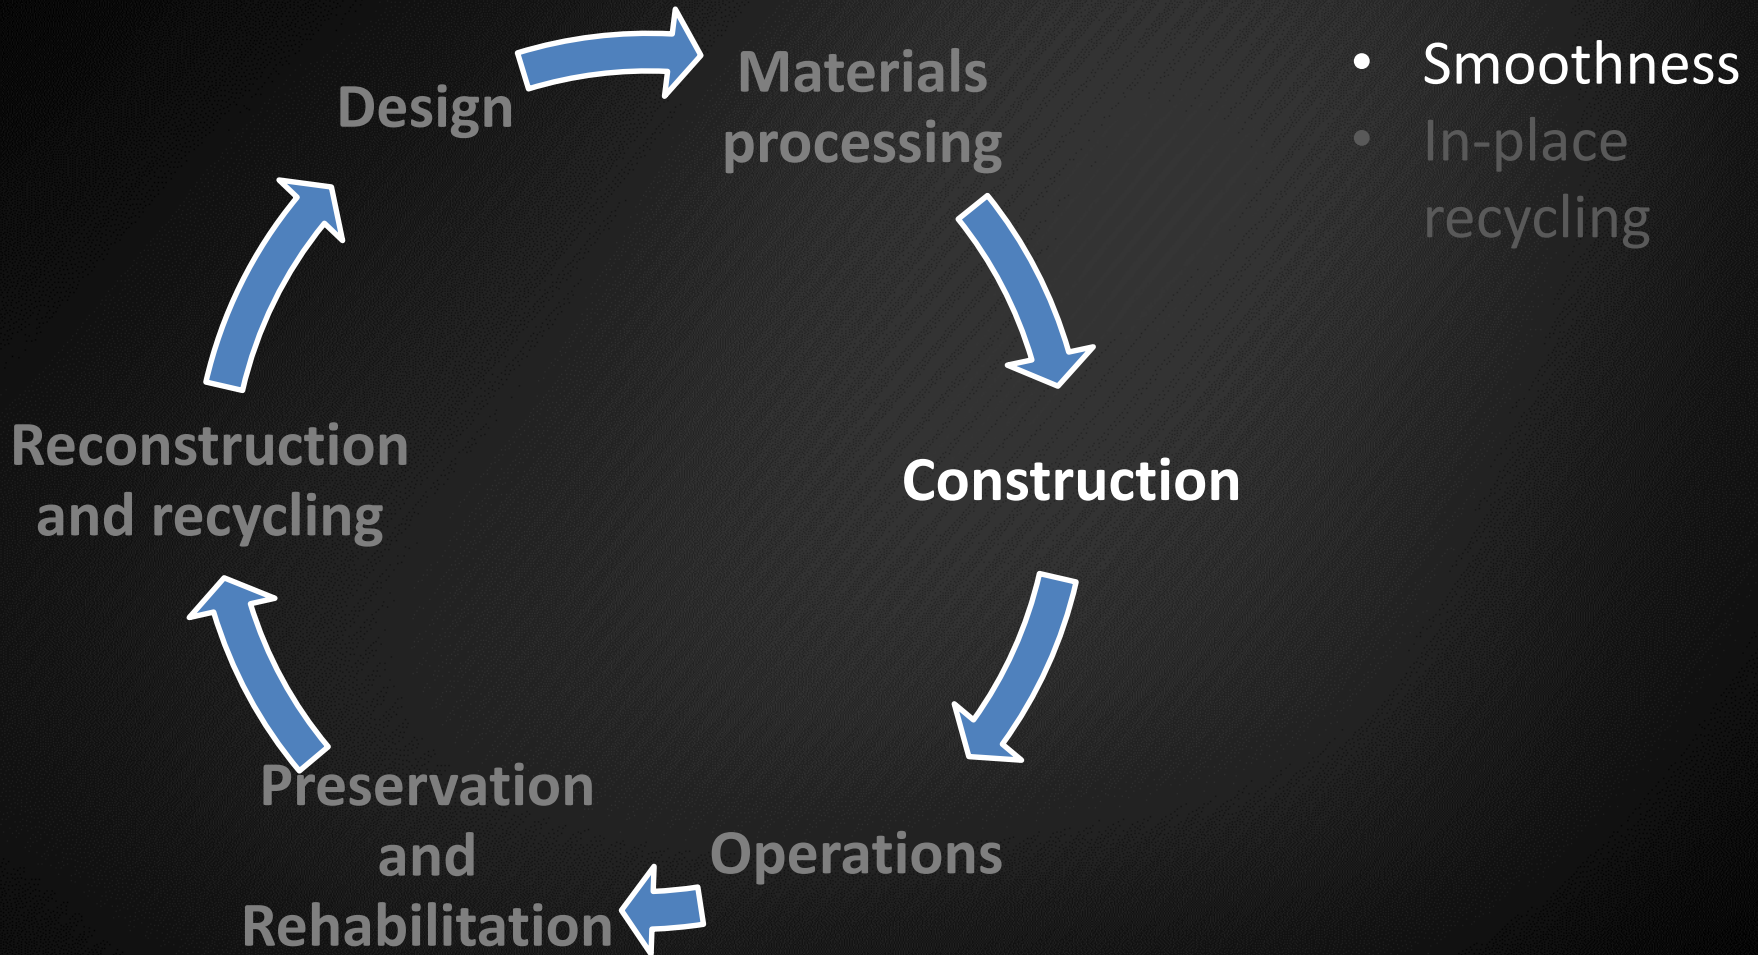 Design
Materials
processing
Construction
Operations
Preservation
and
Rehabilitation
Reconstruction
and recycling
• Smoothness
• In-place
recycling